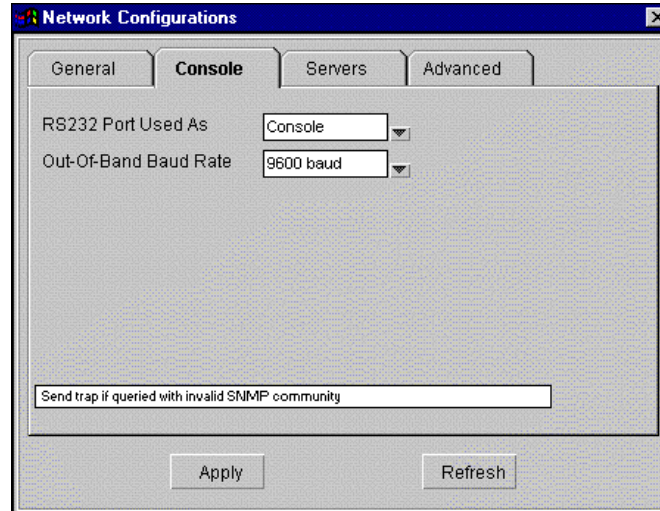 Network Configurations
General Console Servers Advanced
RS232 Port Used As Console
Out-Of-Band Baud Rate 9600 baud
Send trap if queried with invalid SNMP community
Apply Refresh